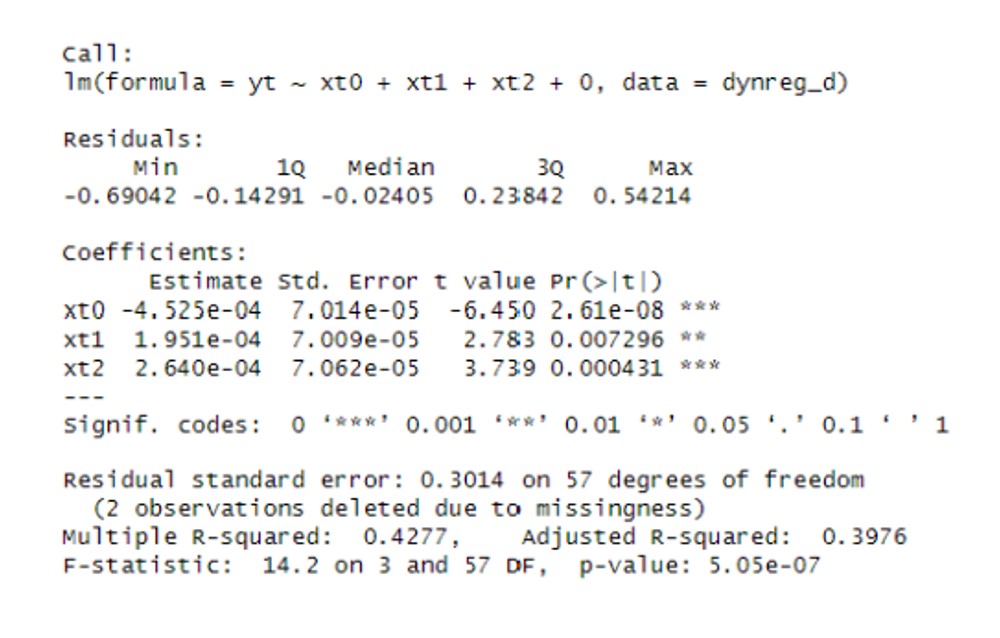 Call:
lm(formula = yt ~ xt0 + xt1 + xt2 + 0, data = dynreg_d)
Residuals:
Min 1Q Median 3Q Max
-0.69042 -0.14291 -0.02405 0.23842 0.54214
Coefficients:
Estimate Std. Error t value Pr(>|t|)
xt0 -4.525e-04 7.014e-05 -6.450 2.61e-08 ***
xt1 1.951e-04 7.009e-05 2.783 0.007296 **
xt2 2.640e-04 7.062e-05 3.739 0.000431 ***
---
Signif. codes: 0 ‘***’ 0.001 ‘**’ 0.01 ‘*’ 0.05 ‘.’ 0.1 ‘ ’ 1
Residual standard error: 0.3014 on 57 degrees of freedom
(2 observations deleted due to missingness)
Multiple R-squared: 0.4277, Adjusted R-squared: 0.3976
F-statistic: 14.2 on 3 and 57 DF, p-value: 5.05e-07